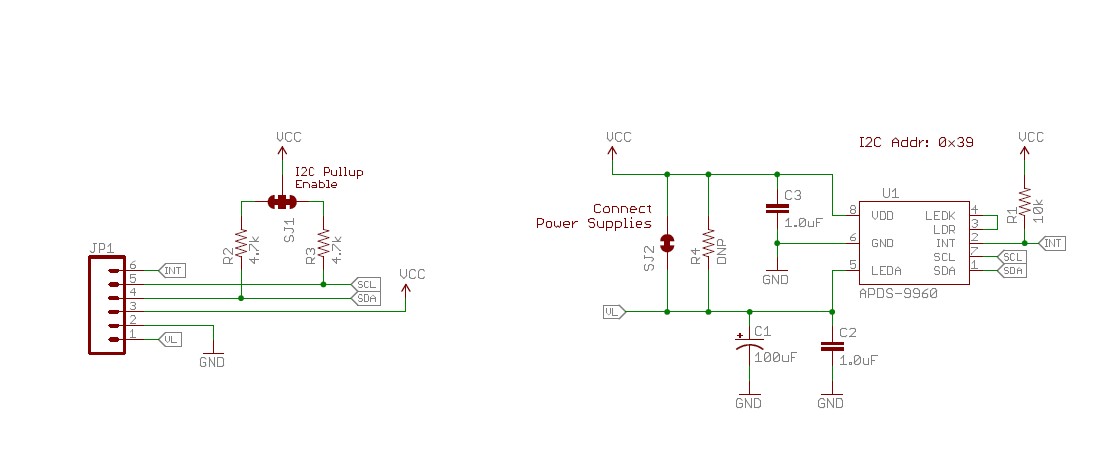 VCC
I2C Pullup
Enable
SJ1
R2
4.7k
R3
4.7k
JP1
6
INT
5
SCL
4
SDA
3
VCC
2
GND
1
VL
VCC
I2C Addr: 0x39
VCC
Connect
Power Supplies
SJ2
R4
DNP
C3
1.0uF
GND
U1
8
VDD
LEDK
4
LDR
3
6
GND
INT
2
INT
SCL
7
SCL
5
LEDA
SDA
1
SDA
APDS-9960
R1
10k
VL
+
C1
100uF
GND
C2
1.0uF
GND